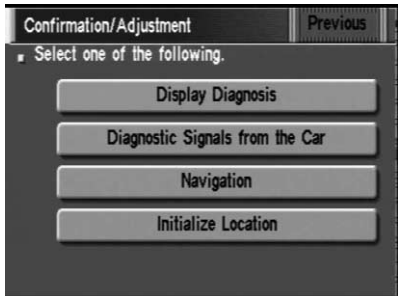 Confirmation/Adjustment
Previous
Select one of the following.
Display Diagnosis
Diagnostic Signals from the Car
Navigation
Initialize Location